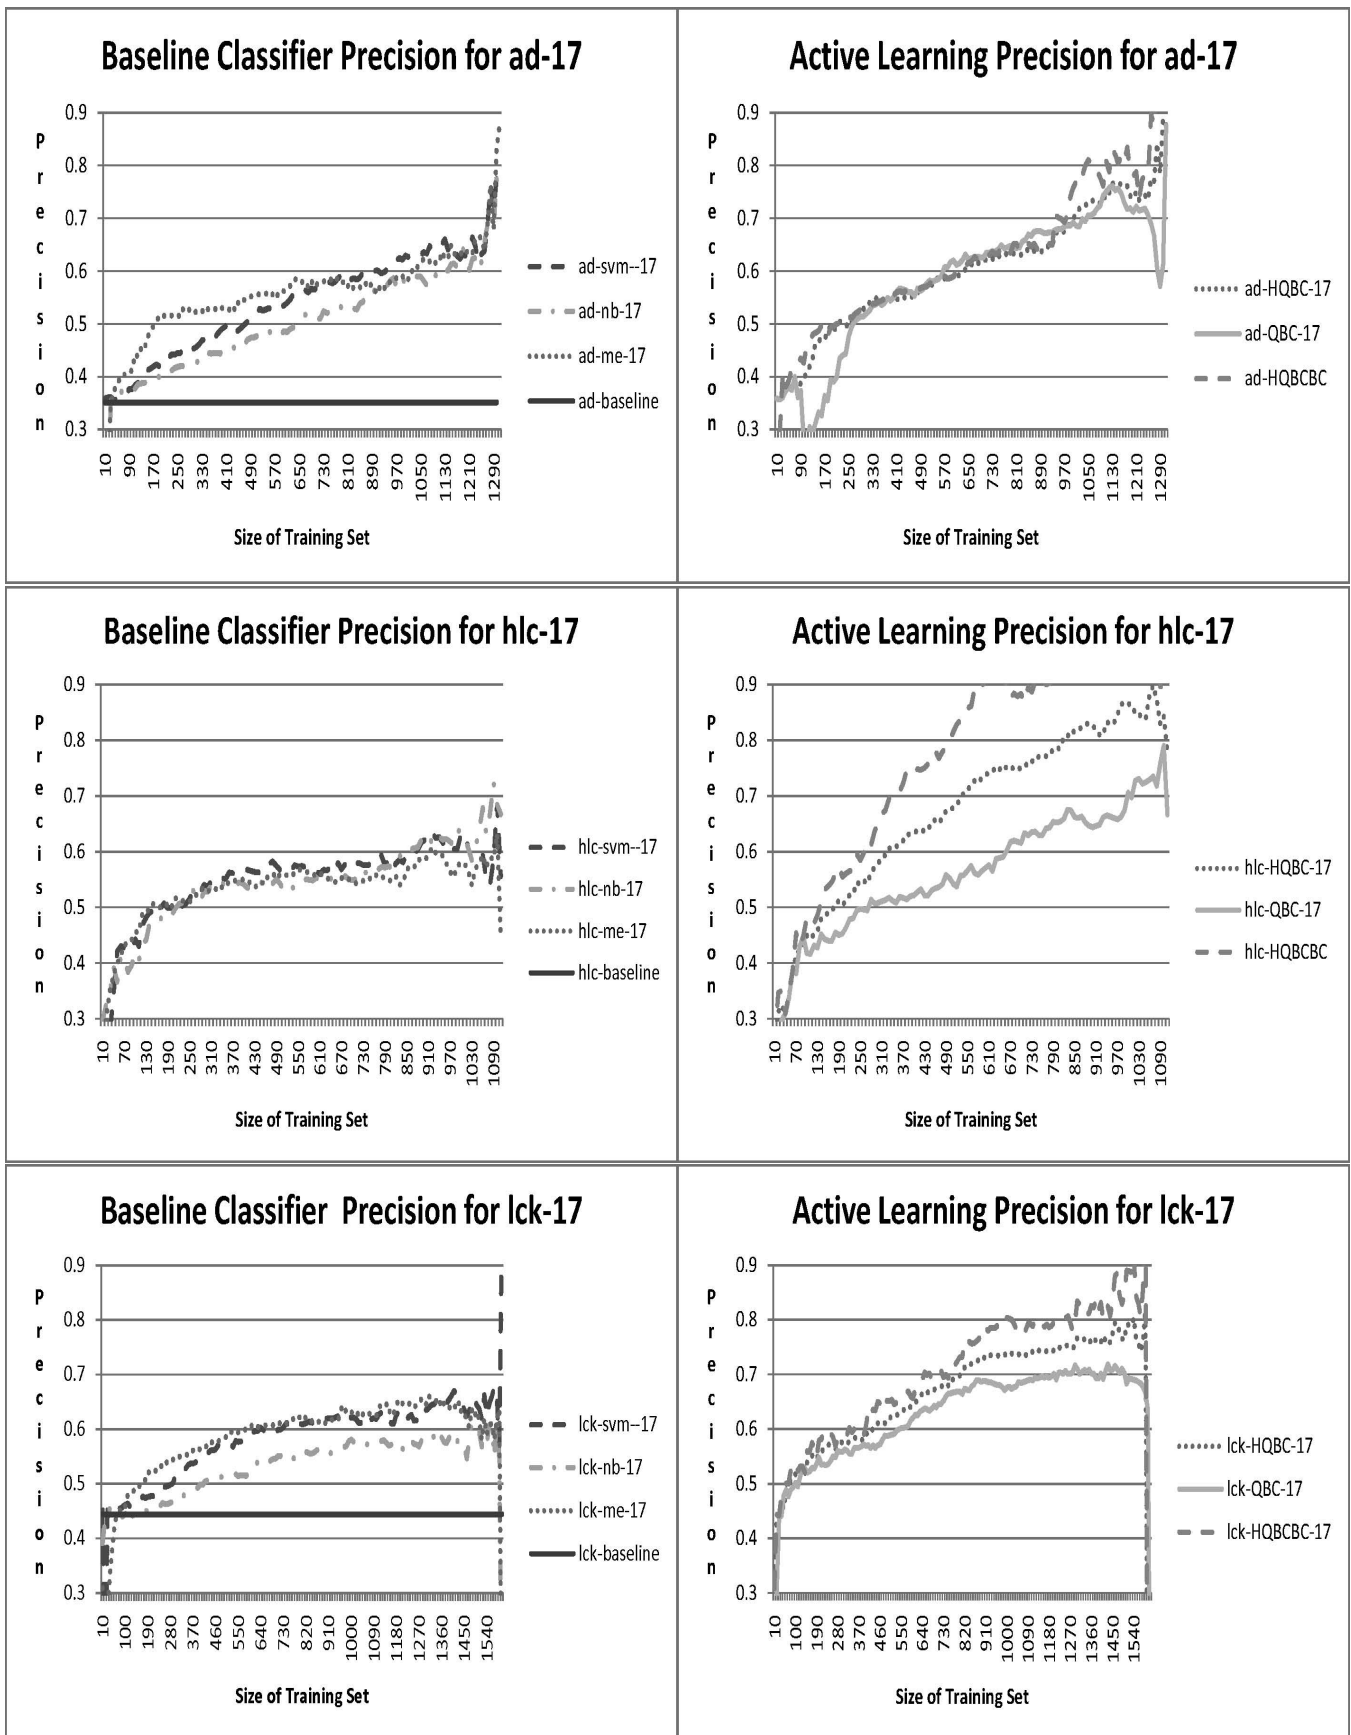 Baseline Classifier Precision for ad-17
Precision
0.9
0.8
0.7
0.6
0.5
0.4
0.3
10 90 170 250 330 410 490 570 650 730 810 890 970 1050 1130 1210 1290
Size of Training Set
ad-svm--17
ad-nb-17
ad-me-17
ad-baseline
Active Learning Precision for ad-17
Precision
0.9
0.8
0.7
0.6
0.5
0.4
0.3
10 90 170 250 330 410 490 570 650 730 810 890 970 1050 1130 1210 1290
Size of Training Set
ad-HQBC-17
ad-QBC-17
ad-HQBCBC
Baseline Classifier Precision for hlc-17
Precision
0.9
0.8
0.7
0.6
0.5
0.4
0.3
10 70 130 190 250 310 370 430 490 550 610 670 730 790 850 910 970 1030 1090
Size of Training Set
hlc-svm--17
hlc-nb-17
hlc-me-17
hlc-baseline
Active Learning Precision for hlc-17
Precision
0.9
0.8
0.7
0.6
0.5
0.4
0.3
10 70 130 190 250 310 370 430 490 550 610 670 730 790 850 910 970 1030 1090
Size of Training Set
hlc-HQBC-17
hlc-QBC-17
hlc-HQBCBC
Baseline Classifier Precision for lck-17
Precision
0.9
0.8
0.7
0.6
0.5
0.4
0.3
10 100 190 280 370 460 550 640 730 820 910 1000 1090 1180 1270 1360 1450 1540
Size of Training Set
lck-svm--17
lck-nb-17
lck-me-17
lck-baseline
Active Learning Precision for lck-17
Precision
0.9
0.8
0.7
0.6
0.5
0.4
0.3
10 100 190 280 370 460 550 640 730 820 910 1000 1090 1180 1270 1360 1450 1540
Size of Training Set
lck-HQBC-17
lck-QBC-17
lck-HQBCBC-17